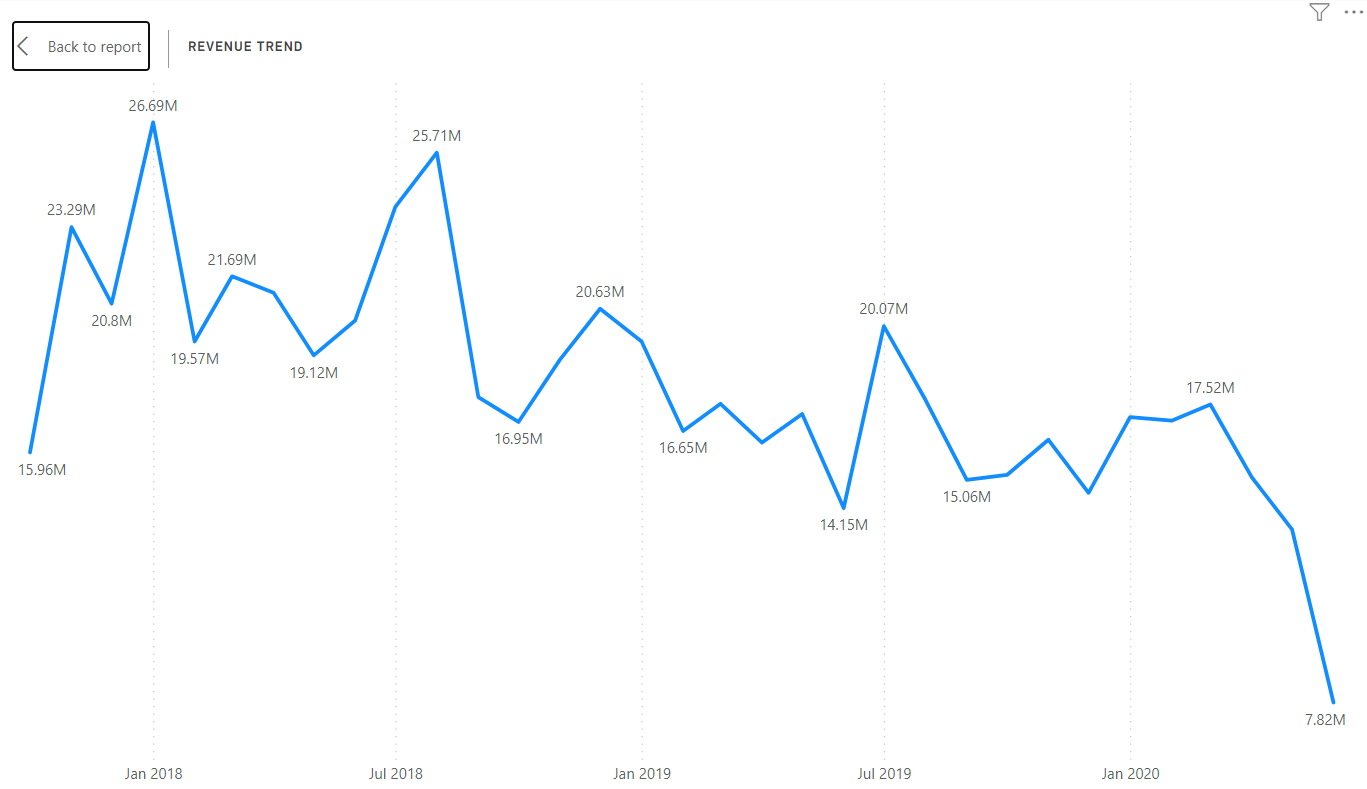 Back to report
REVENUE TREND
26.69M
25.71M
23.29M
21.69M
20.63M
20.8M
20.07M
19.57M
19.12M
17.52M
16.95M
16.65M
15.96M
15.06M
14.15M
7.82M
Jan 2018
Jul 2018
Jan 2019
Jul 2019
Jan 2020